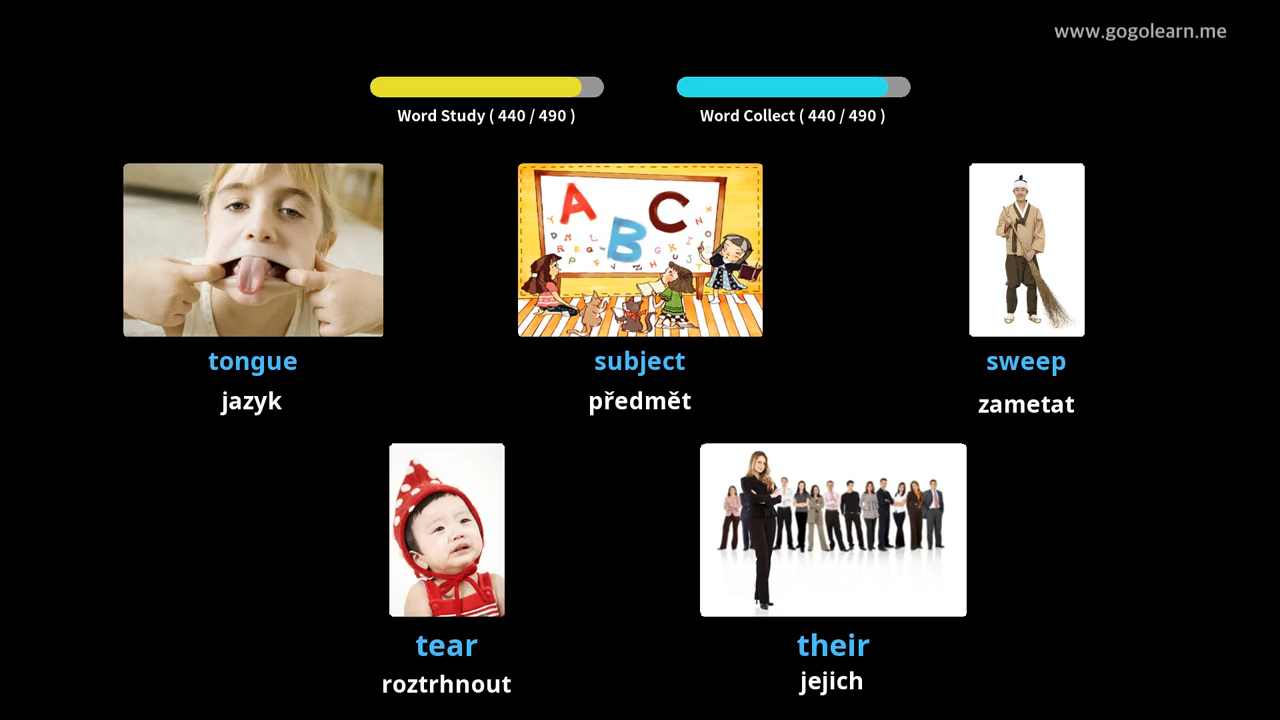 www.gogolearn.me
Word Study ( 440 / 490 )
Word Collect ( 440 / 490 )
A
B
C
tongue
jazyk
subject
předmět
sweep
zametat
tear
roztrhnout
their
jejich